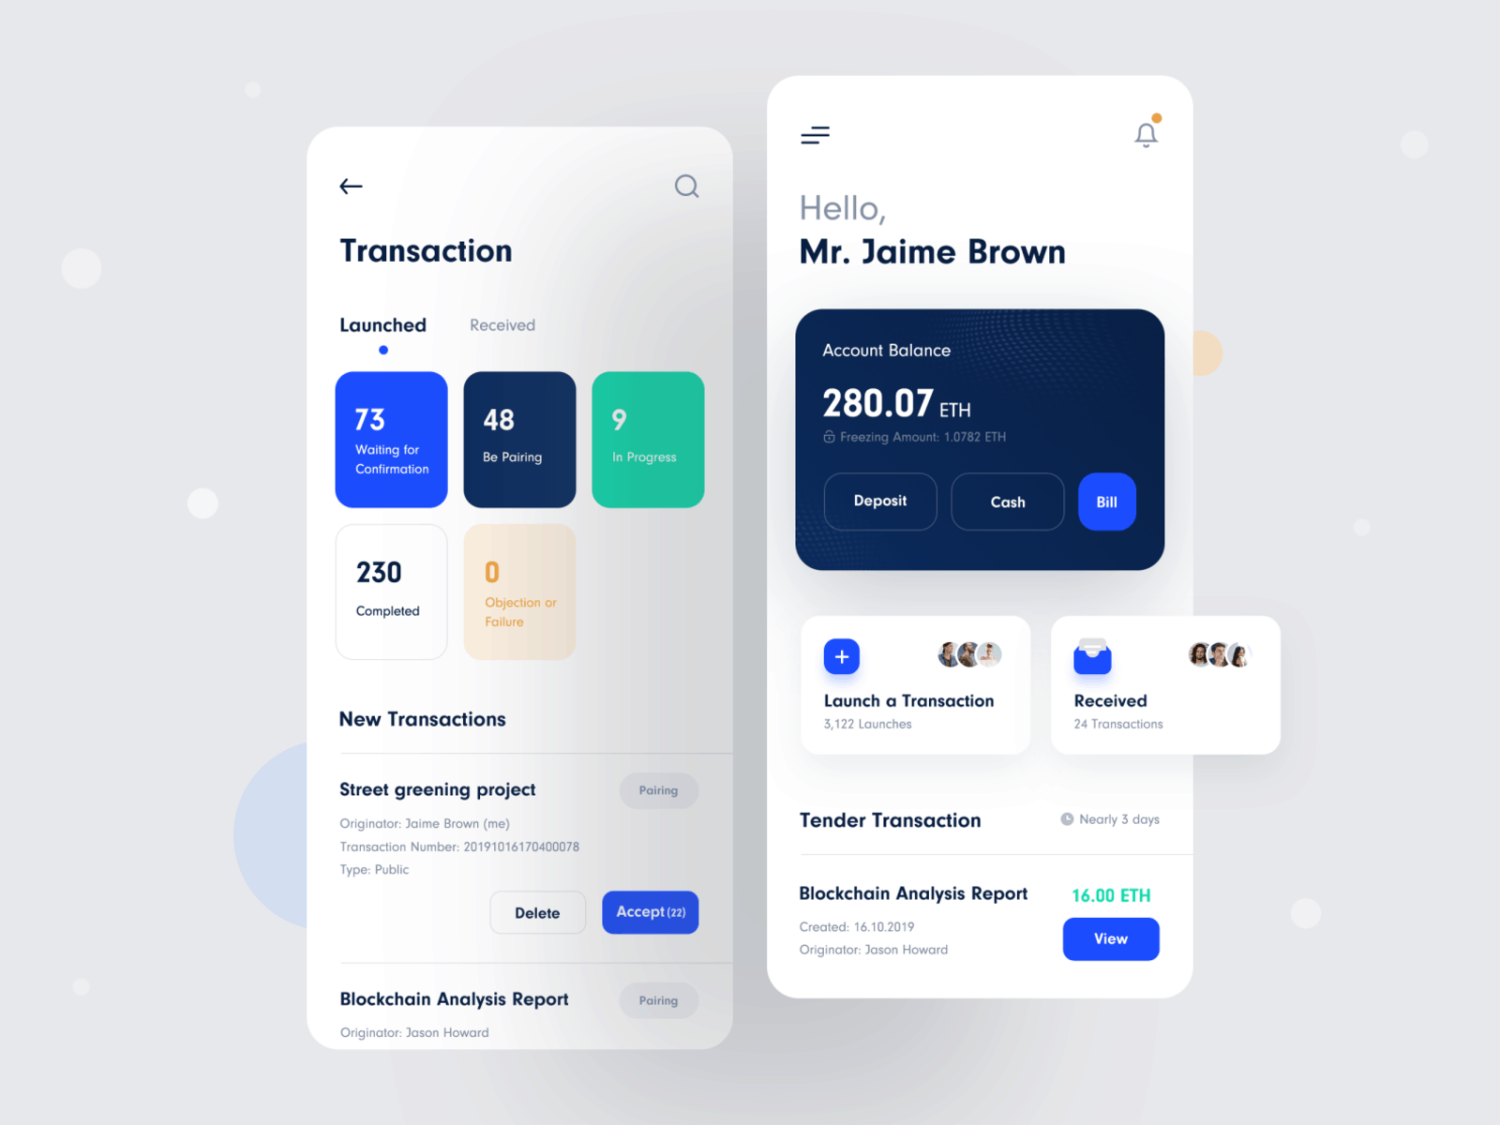 Transaction
Launched
Received
73
Waiting for
Confirmation
48
Be Pairing
9
In Progress
230
Completed
0
Objection or
Failure
New Transactions
Street greening project
Pairing
Originator: Jaime Brown (me)
Transaction Number: 20191016170400078
Type: Public
Delete
Accept (22)
Blockchain Analysis Report
Pairing
Originator: Jason Howard
Hello,
Mr. Jaime Brown
Account Balance
280.07 ETH
Freezing Amount: 1.0782 ETH
Deposit
Cash
Bill
Launch a Transaction
3,122 Launches
Received
24 Transactions
Tender Transaction
Nearly 3 days
Blockchain Analysis Report
16.00 ETH
Created: 16.10.2019
Originator: Jason Howard
View